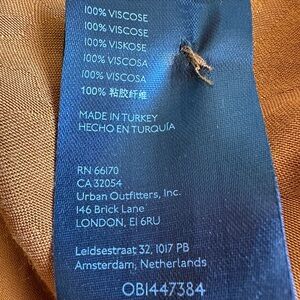 100% VISCOSE
100% VISCOSE
100% VISKOSE
100% VISCOSA
100% VISCOSA
100% 粘胶纤维
MADE IN TURKEY
HECHO EN TURQUÍA
RN 66170
CA 32054
Urban Outfitters, Inc.
146 Brick Lane
LONDON, E1 6RU
Leidsestraat 32, 1017 PB
Amsterdam, Netherlands
OB1447384